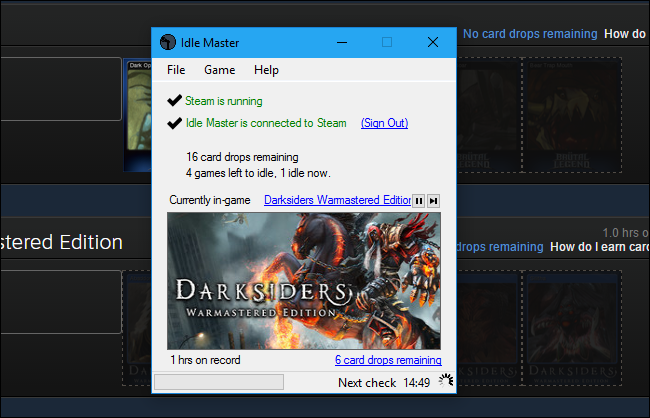 No card drops remaining How do
Dark Op
Idle Master
File Game Help
Steam is running
Idle Master is connected to Steam (Sign Out)
16 card drops remaining
4 games left to idle, 1 idle now.
Currently in-game Darksiders Warmastered Edition
DARKSIDERS
WARMASTERED EDITION
1 hrs on record 6 card drops remaining
Next check 14:49
stered Edition
1.0 hrs o
drops remaining How do I earn card